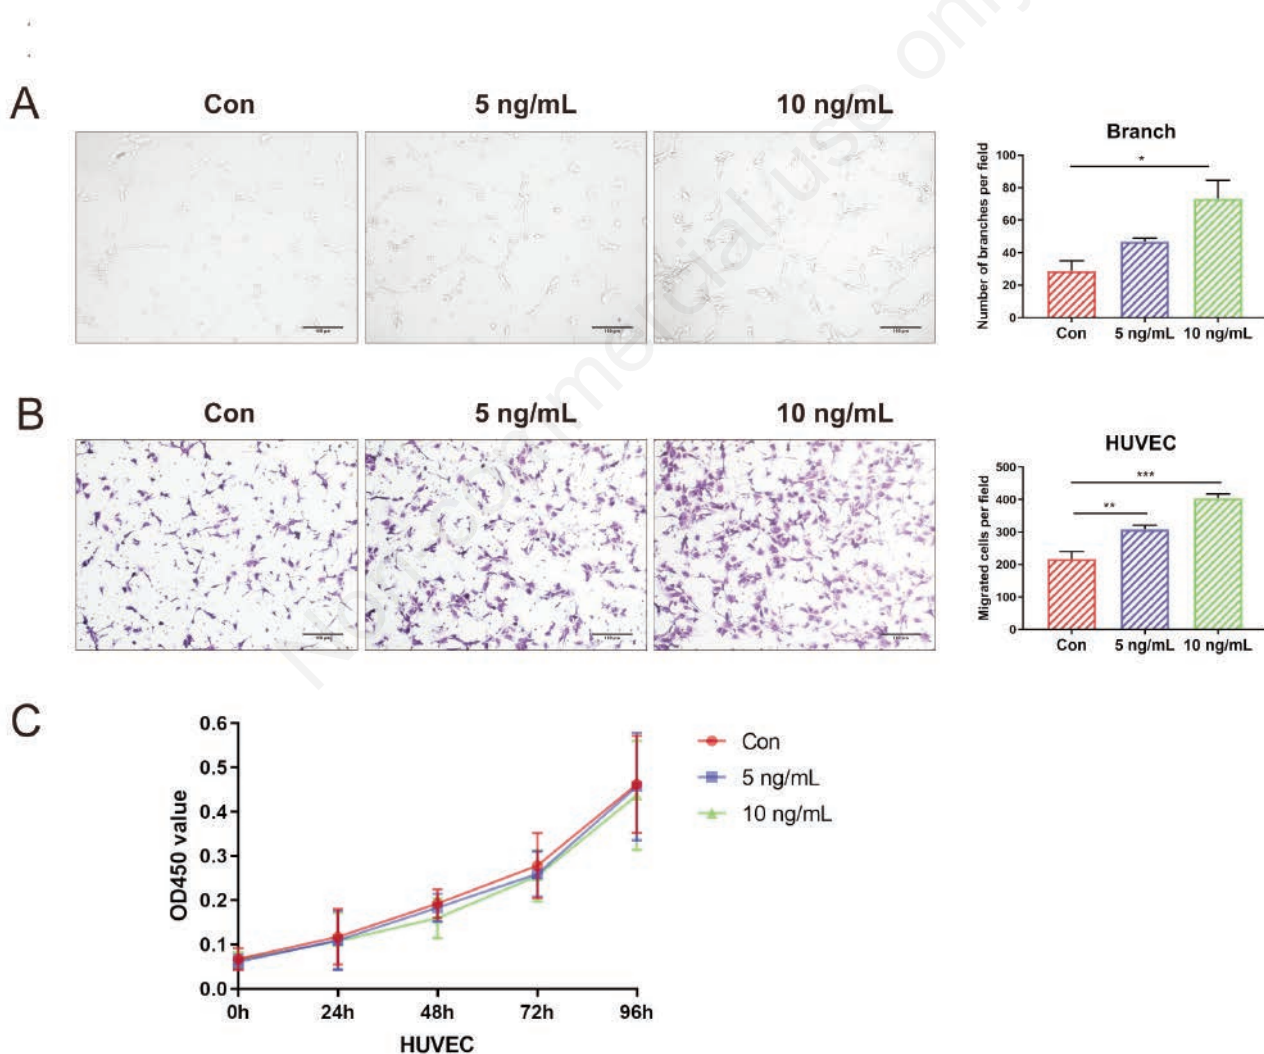 A
Con 5 ng/mL 10 ng/mL
Branch
Number of branches per field
100
80
60
40
20
0
*
Con 5 ng/mL 10 ng/mL
B
Con 5 ng/mL 10 ng/mL
HUVEC
Migrated cells per field
500
400
300
200
100
0
***
**
Con 5 ng/mL 10 ng/mL
C
OD450 value
0.6
0.5
0.4
0.3
0.2
0.1
0.0
0h 24h 48h 72h 96h
HUVEC
Con
5 ng/mL
10 ng/mL